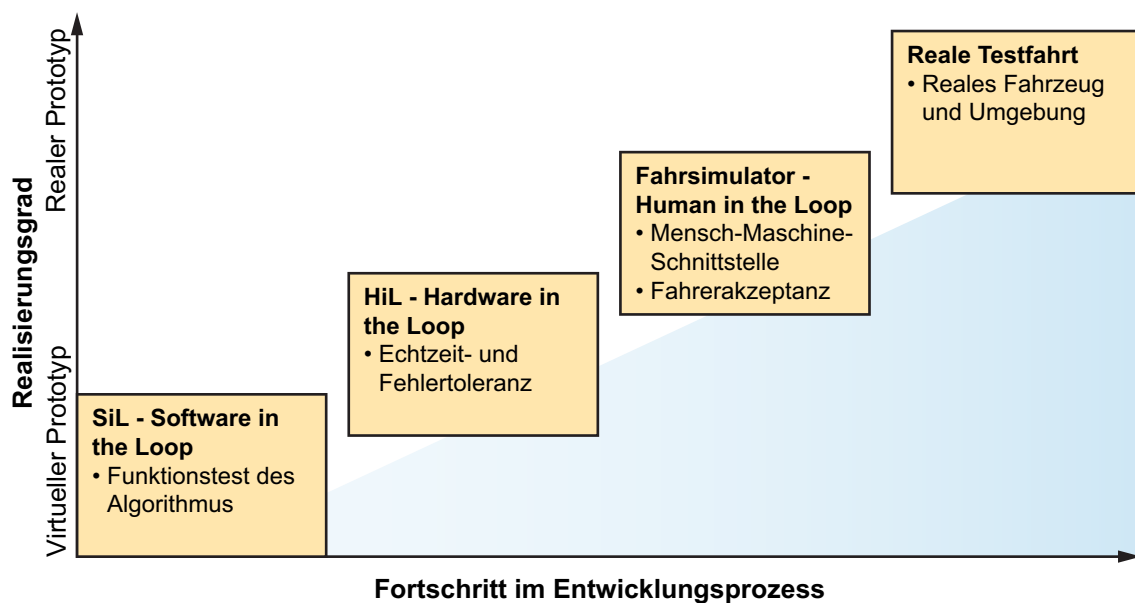 Reale Testfahrt
• Reales Fahrzeug
und Umgebung
Fahrsimulator -
Human in the Loop
• Mensch-Maschine-
Schnittstelle
• Fahrerakzeptanz
HiL - Hardware in
the Loop
• Echtzeit- und
Fehlertoleranz
SiL - Software in
the Loop
• Funktionstest des
Algorithmus
Realisierungsgrad
Virtueller Prototyp
Realer Prototyp
Fortschritt im Entwicklungsprozess